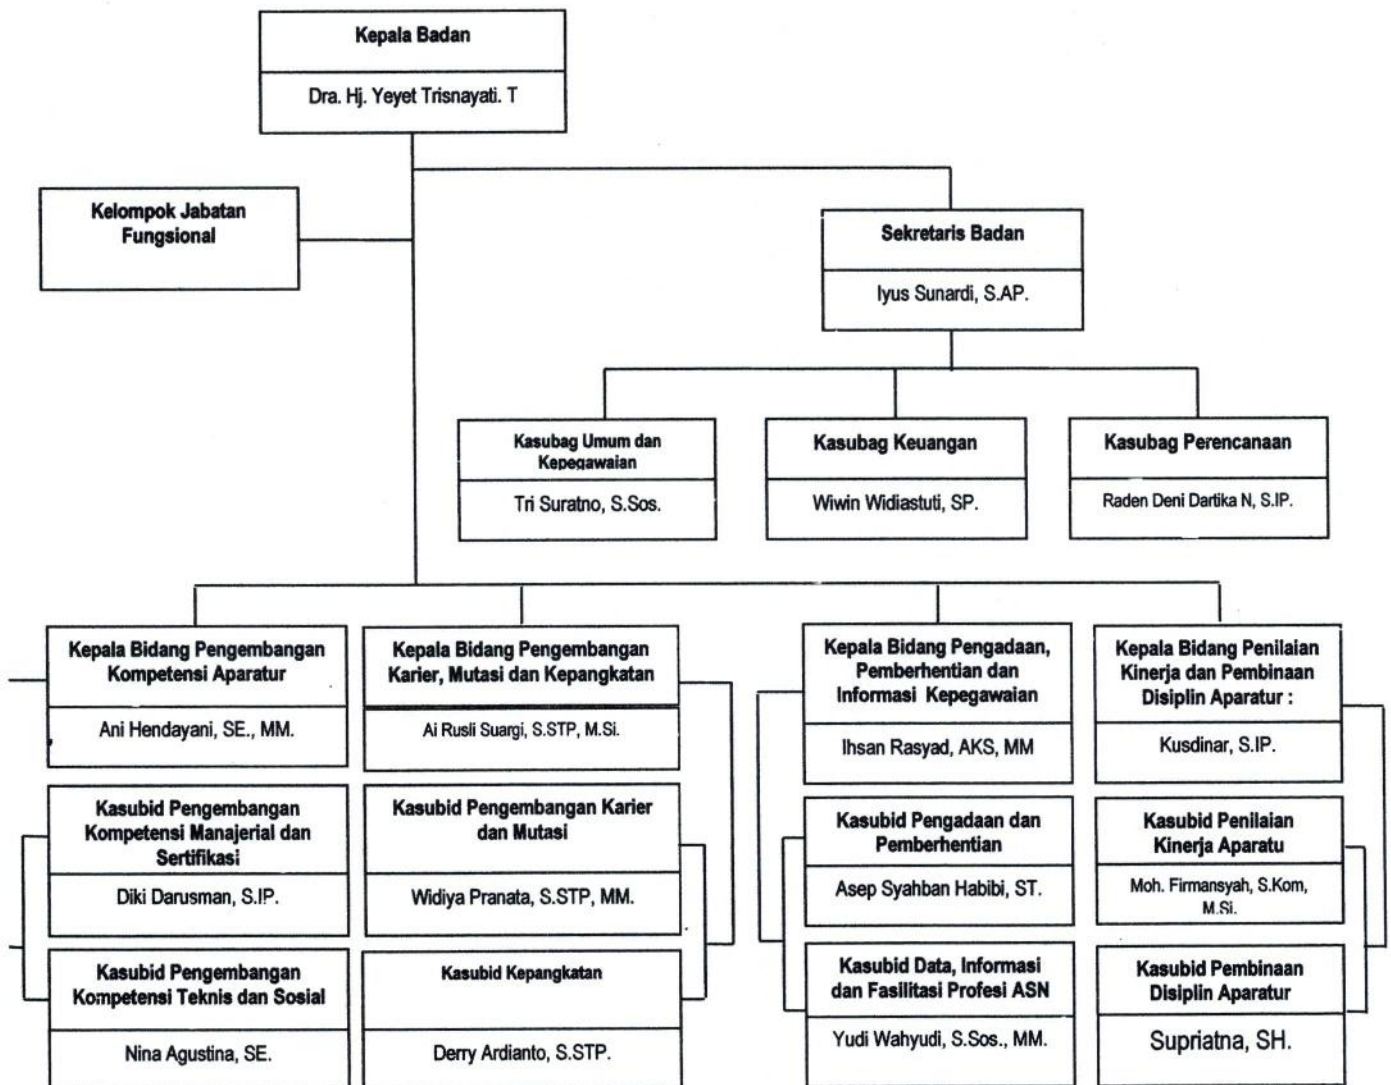 Kepala Badan
Dra. Hj. Yeyet Trisnayati. T
Kelompok Jabatan
Fungsional
Sekretaris Badan
Iyus Sunardi, S.AP.
Kasubag Umum dan
Kepegawaian
Tri Suratno, S.Sos.
Kasubag Keuangan
Wiwin Widiastuti, SP.
Kasubag Perencanaan
Raden Deni Dartika N, S.IP.
Kepala Bidang Pengembangan
Kompetensi Aparatur
Ani Hendayani, SE., MM.
Kepala Bidang Pengembangan
Karier, Mutasi dan Kepangkatan
Ai Rusli Suargi, S.STP, M.Si.
Kepala Bidang Pengadaan,
Pemberhentian dan
Informasi Kepegawaian
Ihsan Rasyad, AKS, MM
Kepala Bidang Penilaian
Kinerja dan Pembinaan
Disiplin Aparatur :
Kusdinar, S.IP.
Kasubid Pengembangan
Kompetensi Manajerial dan
Sertifikasi
Diki Darusman, S.IP.
Kasubid Pengembangan Karier
dan Mutasi
Widiya Pranata, S.STP, MM.
Kasubid Pengadaan dan
Pemberhentian
Asep Syahban Habibi, ST.
Kasubid Penilaian
Kinerja Aparatu
Moh. Firmansyah, S.Kom,
M.Si.
Kasubid Pengembangan
Kompetensi Teknis dan Sosial
Nina Agustina, SE.
Kasubid Kepangkatan
Derry Ardianto, S.STP.
Kasubid Data, Informasi
dan Fasilitasi Profesi ASN
Yudi Wahyudi, S.Sos., MM.
Kasubid Pembinaan
Disiplin Aparatur
Supriatna, SH.